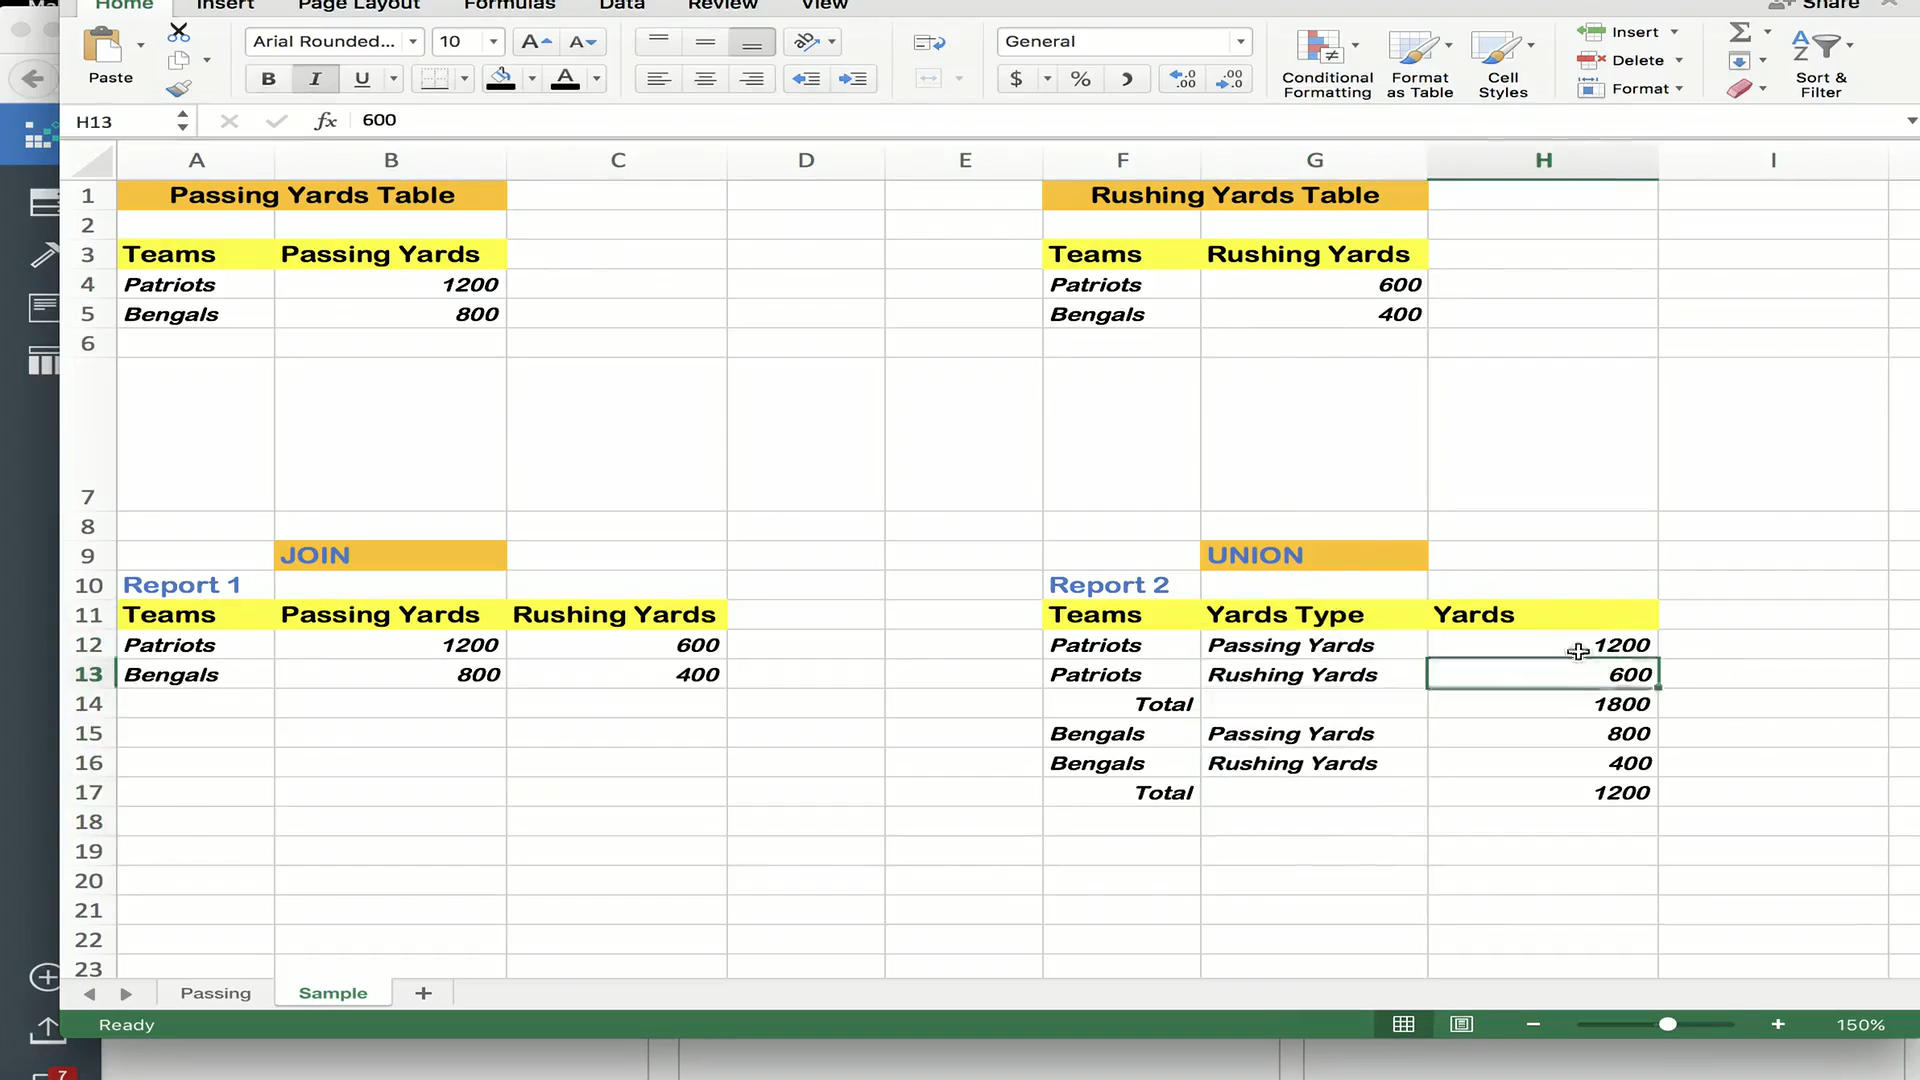 Home Insert Page Layout Formulas Data Review View Share
Paste
Arial Rounded... 10
B I U
General
$ %
Conditional Formatting
Format as Table
Cell Styles
Insert
Delete
Format
Sort & Filter
H13 fx 600
A B C D E F G H I
1 Passing Yards Table Rushing Yards Table
2
3 Teams Passing Yards Teams Rushing Yards
4 Patriots 1200 Patriots 600
5 Bengals 800 Bengals 400
6
7
8
9 JOIN UNION
10 Report 1 Report 2
11 Teams Passing Yards Rushing Yards Teams Yards Type Yards
12 Patriots 1200 600 Patriots Passing Yards 1200
13 Bengals 800 400 Patriots Rushing Yards 600
14 Total 1800
15 Bengals Passing Yards 800
16 Bengals Rushing Yards 400
17 Total 1200
18
19
20
21
22
23
Passing Sample
Ready 150%
7